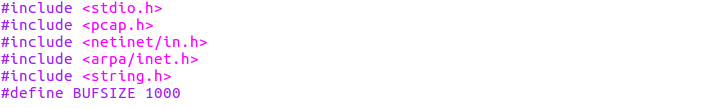 #include <stdio.h>
#include <pcap.h>
#include <netinet/in.h>
#include <arpa/inet.h>
#include <string.h>
#define BUFSIZE 1000